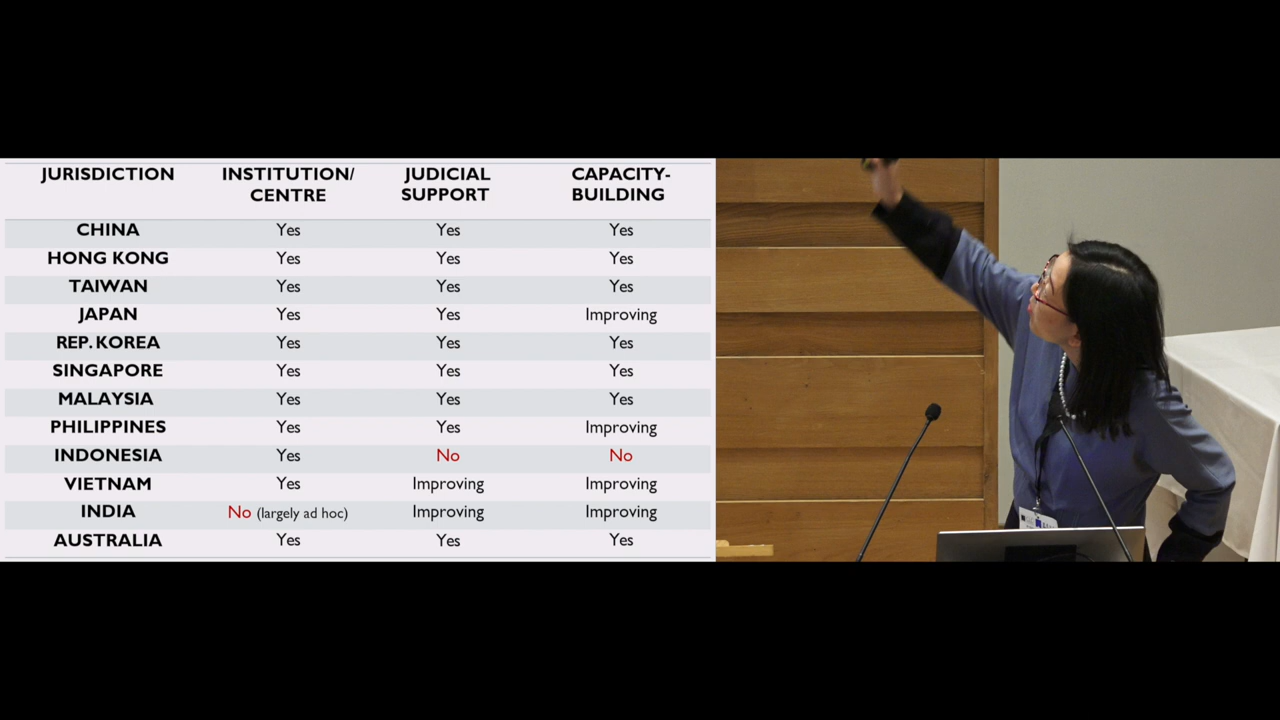 JURISDICTION INSTITUTION/ JUDICIAL CAPACITY-
CENTRE SUPPORT BUILDING
CHINA Yes Yes Yes
HONG KONG Yes Yes Yes
TAIWAN Yes Yes Yes
JAPAN Yes Yes Improving
REP. KOREA Yes Yes Yes
SINGAPORE Yes Yes Yes
MALAYSIA Yes Yes Yes
PHILIPPINES Yes Yes Improving
INDONESIA Yes No No
VIETNAM Yes Improving Improving
INDIA No (largely ad hoc) Improving Improving
AUSTRALIA Yes Yes Yes